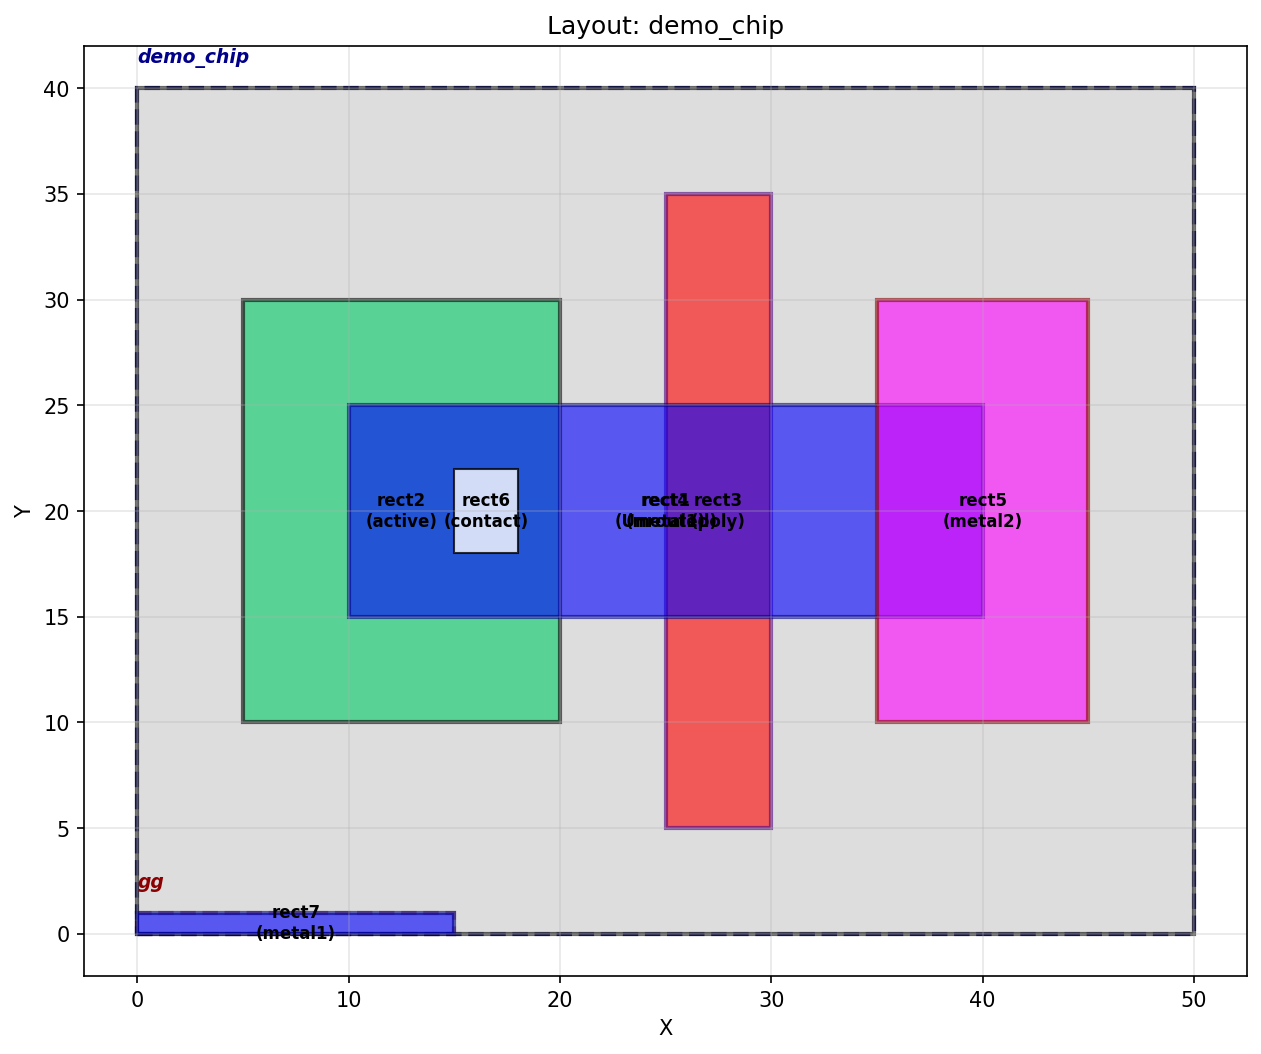 Layout: demo_chip
demo_chip
40
35
30
25
20
15
10
5
0
Y
rect2
(active)
rect6
(contact)
rect3
rect5
(metal2)
gg
rect7
(metal1)
0
10
20
30
40
50
X